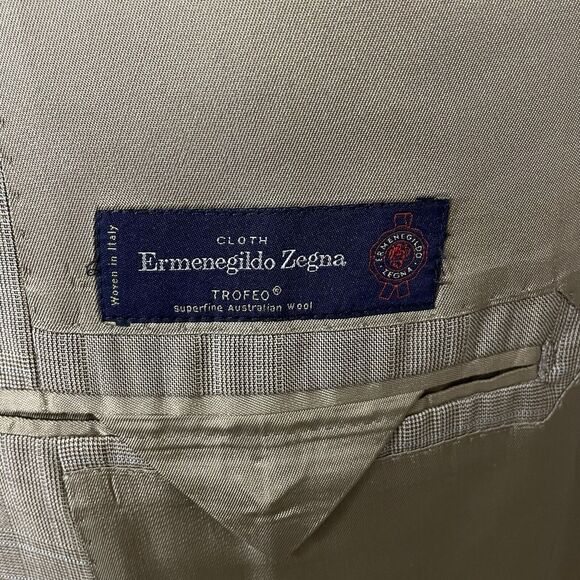 Woven in Italy
CLOTH
Ermenegildo Zegna
TROFEO®
Superfine Australian Wool
ERMENEGILDO
ZEGNA